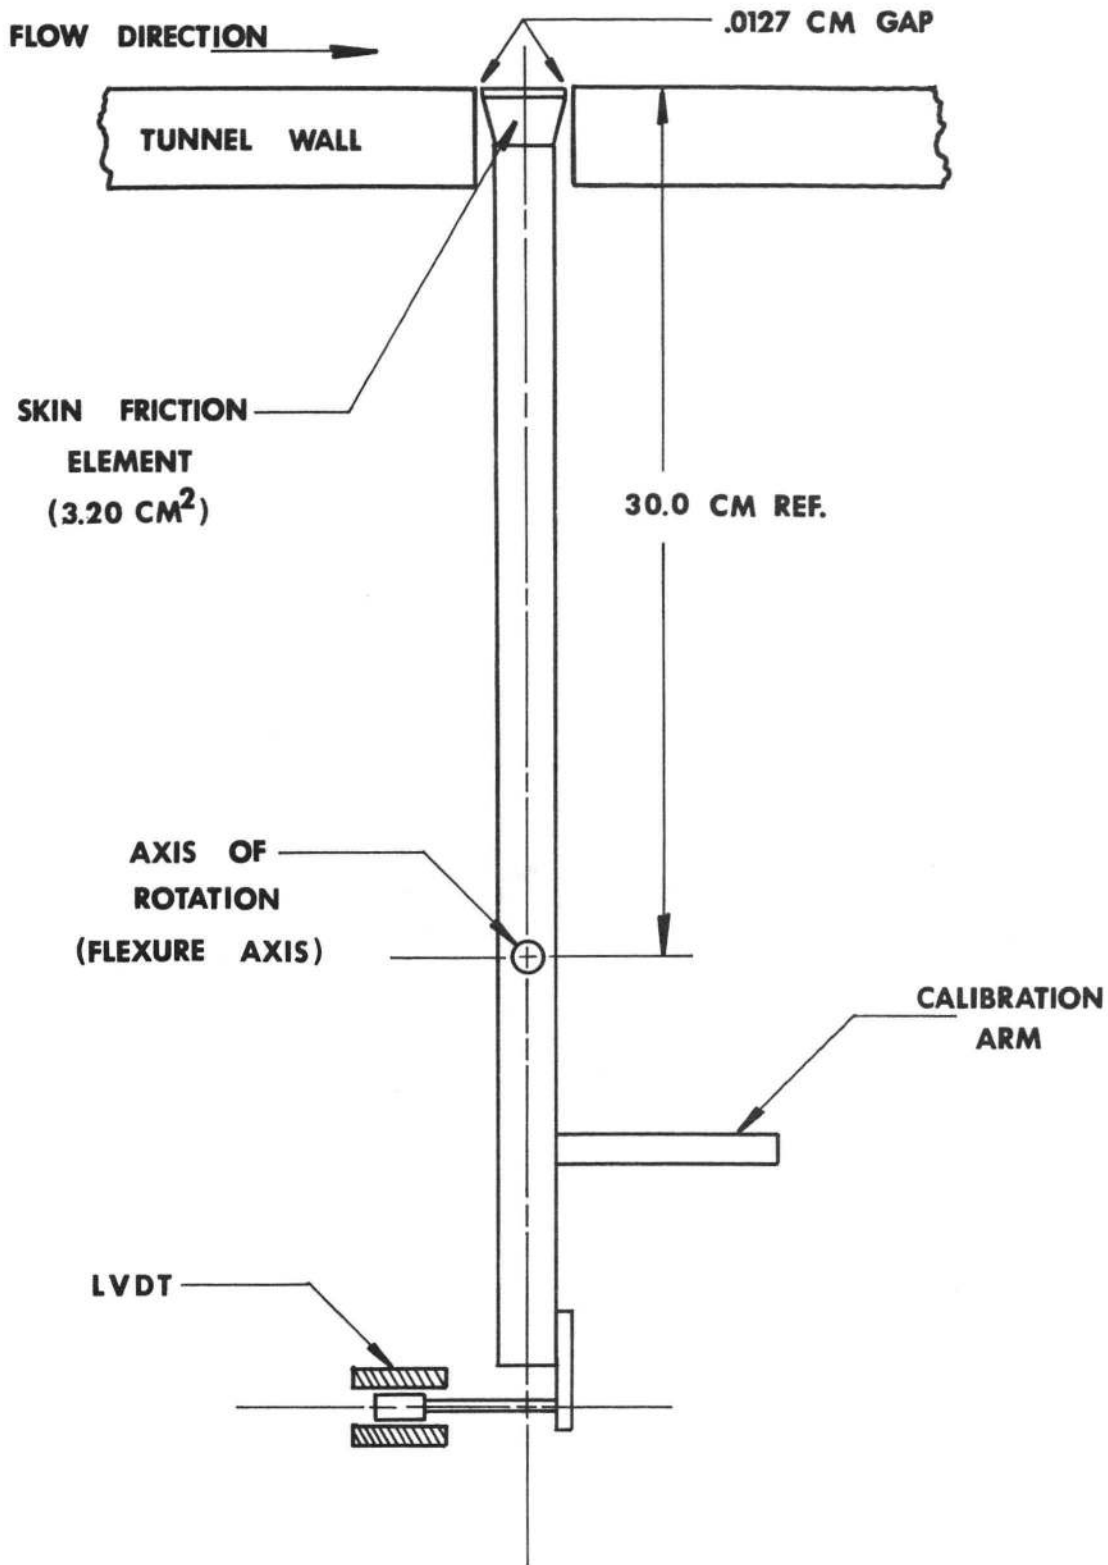 FLOW DIRECTION
.0127 CM GAP
TUNNEL WALL
SKIN FRICTION
ELEMENT
(3.20 CM²)
30.0 CM REF.
AXIS OF
ROTATION
(FLEXURE AXIS)
CALIBRATION
ARM
LVDT